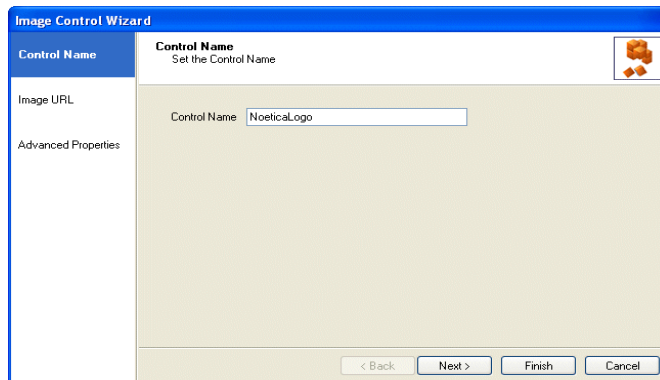 Image Control Wizard
Control Name
Control Name
Set the Control Name
Image URL
Control Name NoeticaLogo
Advanced Properties
< Back Next > Finish Cancel